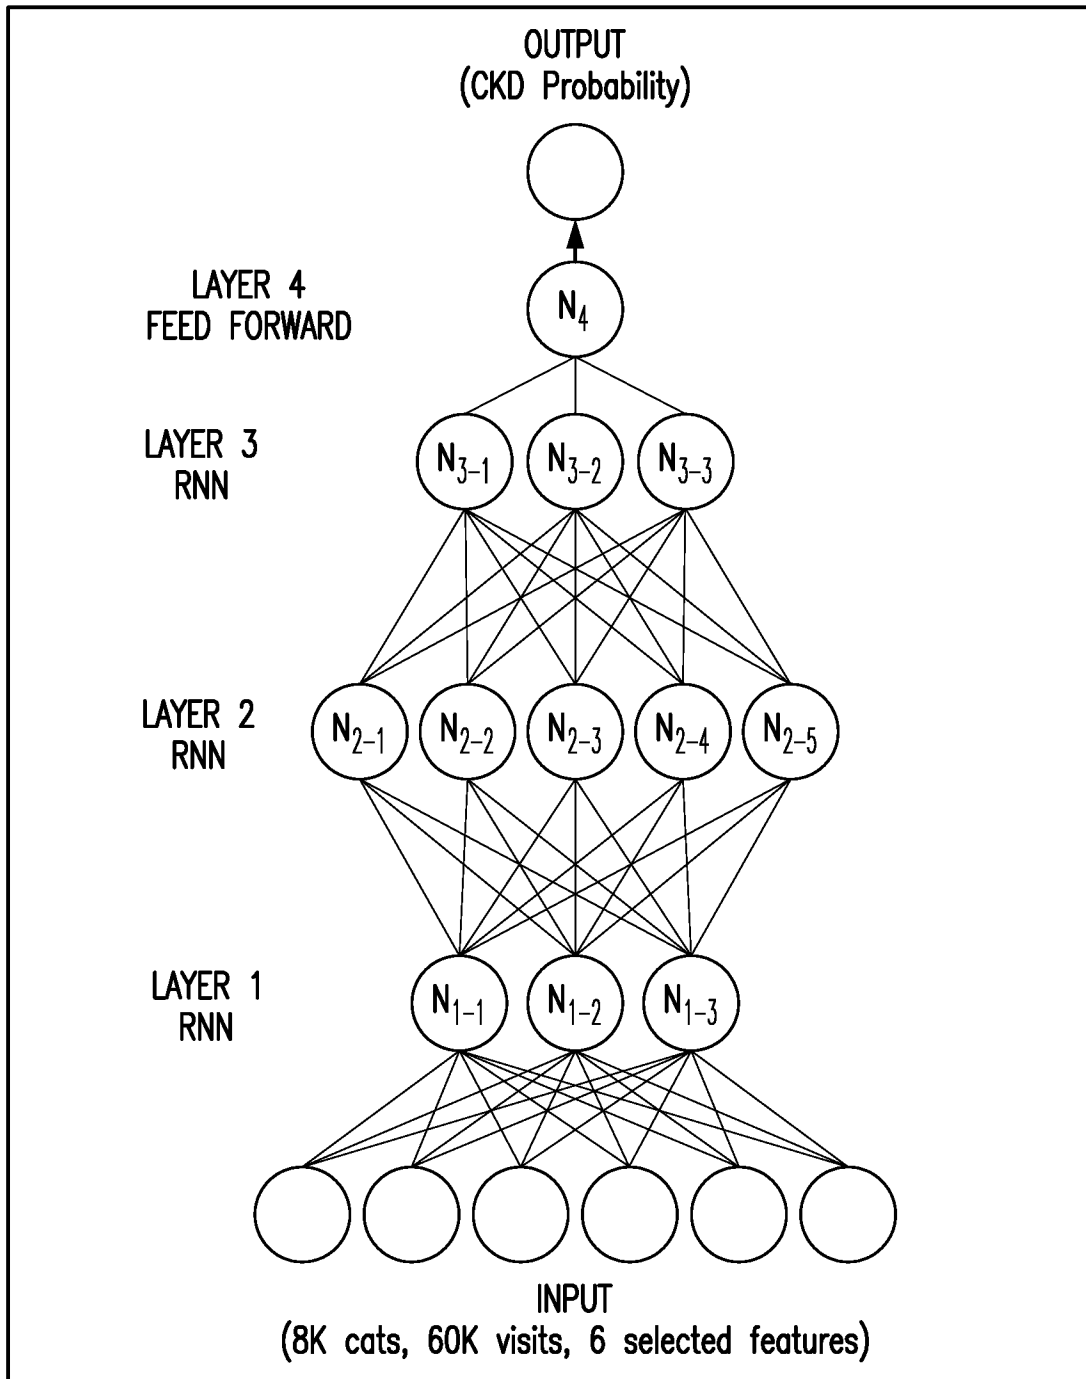 OUTPUT
(CKD Probability)
LAYER 4
FEED FORWARD
N4
LAYER 3
RNN
N3-1 N3-2 N3-3
LAYER 2
RNN
N2-1 N2-2 N2-3 N2-4 N2-5
LAYER 1
RNN
N1-1 N1-2 N1-3
INPUT
(8K cats, 60K visits, 6 selected features)